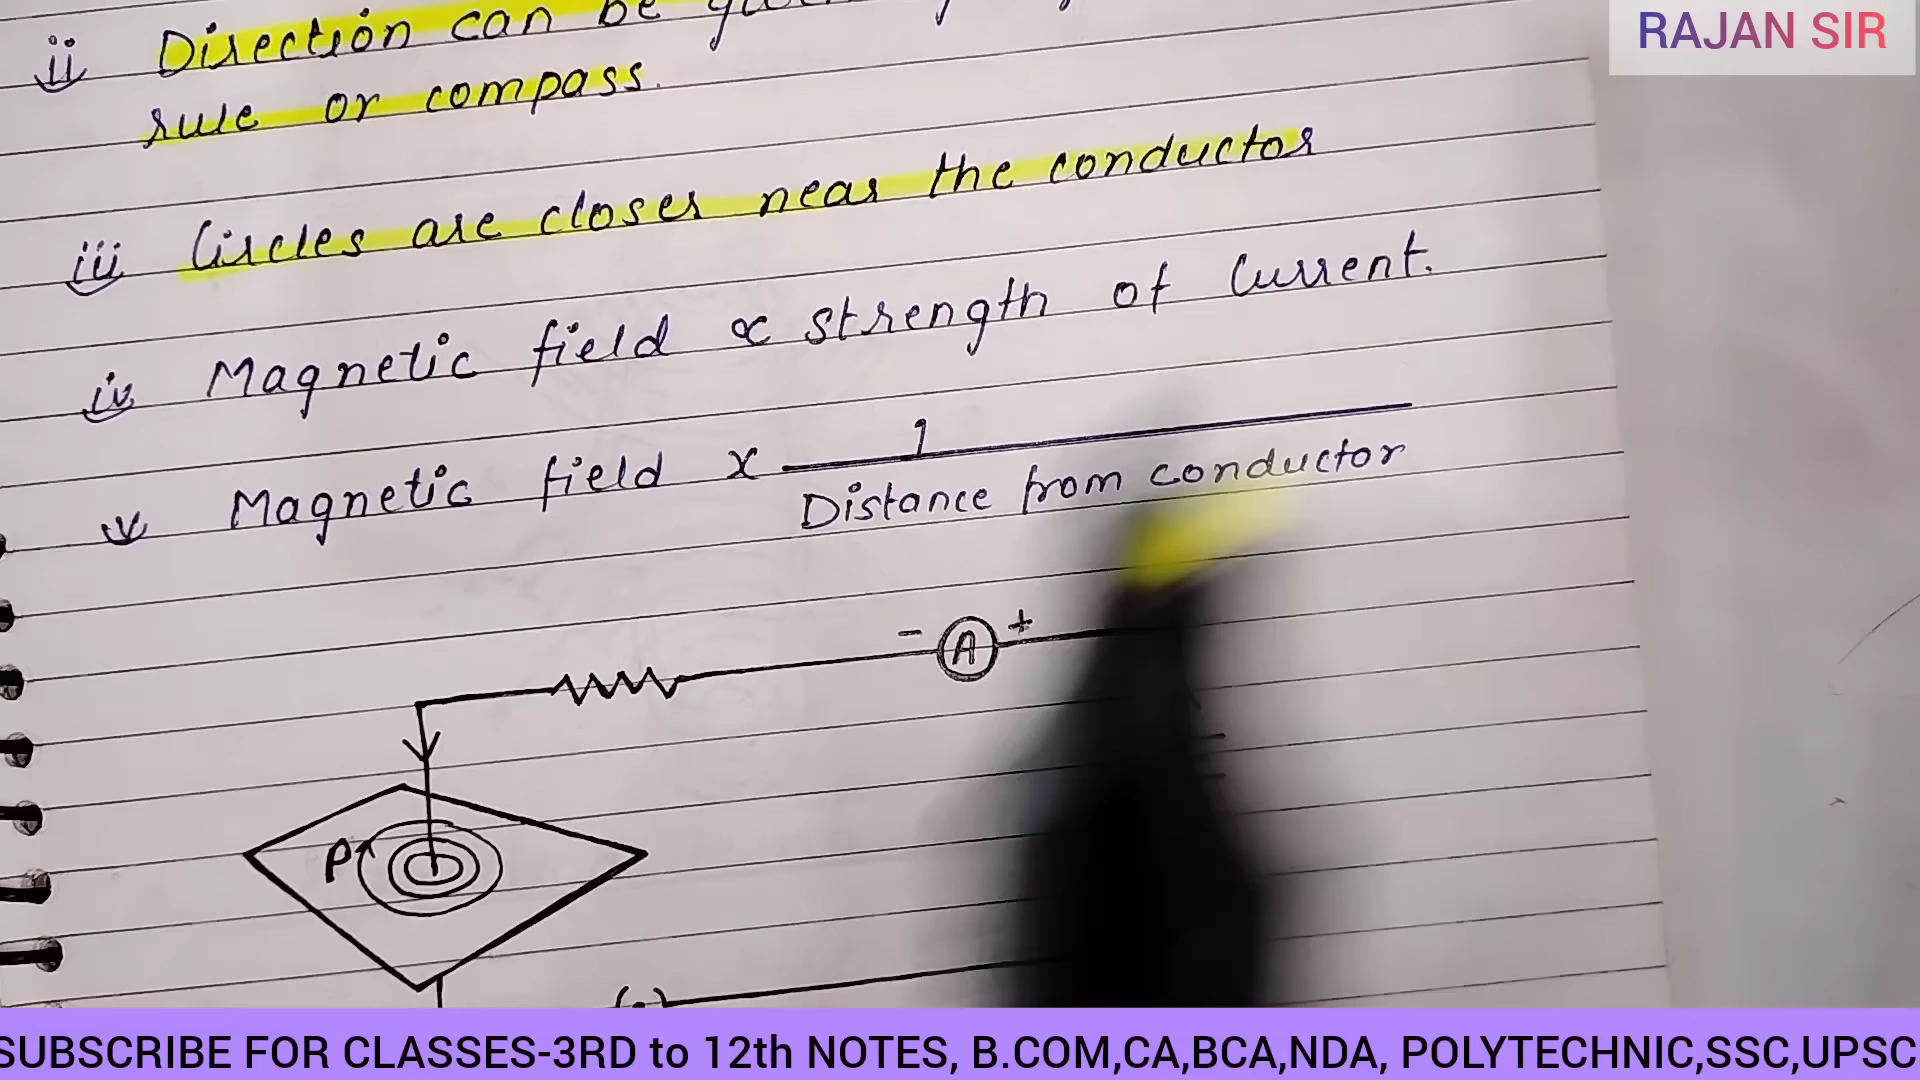 ii Direction can be
rule or compass.
RAJAN SIR
iii Circles are closer near the conductor
iv Magnetic field ∝ strength of Current.
v Magnetic field ∝ 1
Distance from conductor
- A +
P
SUBSCRIBE FOR CLASSES-3RD to 12th NOTES, B.COM,CA,BCA,NDA, POLYTECHNIC,SSC,UPSC